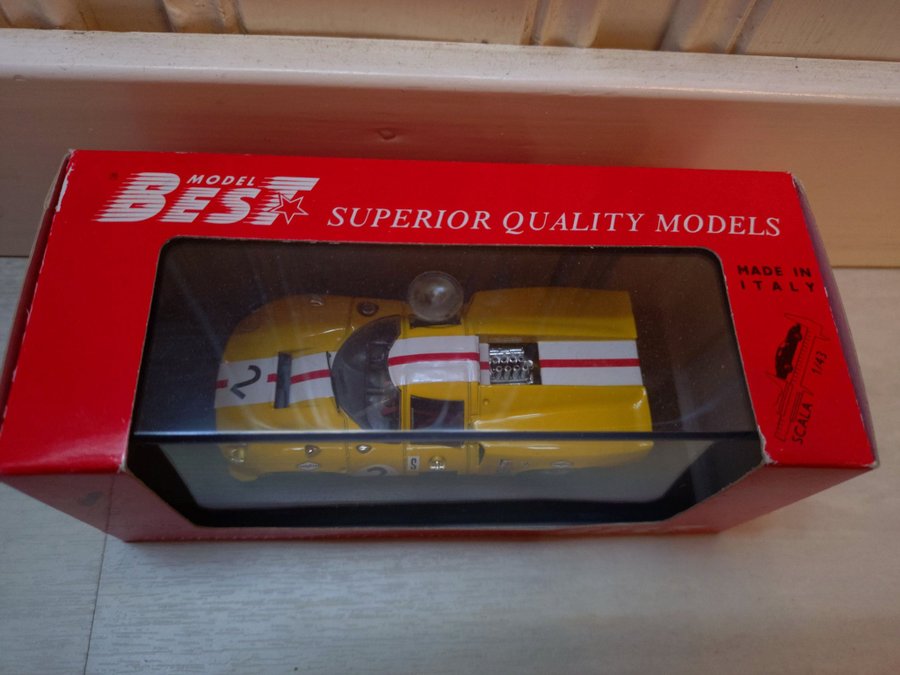 MODEL
BEST
SUPERIOR QUALITY MODELS
MADE IN
ITALY
SCALA 1/43
2
S